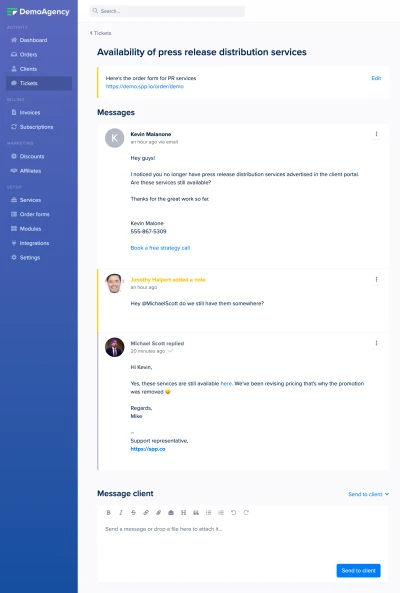 DemoAgency
Search...
ACTIVITY
Dashboard
Orders
Clients
Tickets
BILLING
Invoices
Subscriptions
MARKETING
Discounts
Affiliates
SETUP
Services
Order forms
Modules
Integrations
Settings
Tickets
Availability of press release distribution services
Here's the order form for PR services
Edit
https://demo.spp.io/order/demo
Messages
K
Kevin Malanone
an hour ago via email
Hey guys!
I noticed you no longer have press release distribution services advertised in the client portal.
Are those services still available?
Thanks for the great work so far.
Kevin Malone
555-867-5309
Book a free strategy call
Jimothy Halpert added a note
an hour ago
Hey @MichaelScott do we still have them somewhere?
Michael Scott replied
20 minutes ago
Hi Kevin,
Yes, these services are still available here. We've been revising pricing that's why the promotion
was removed
Regards,
Mike
--
Support representative,
https://spp.co
Message client
Send to client
B I S H
Send a message or drop a file here to attach it...
Send to client